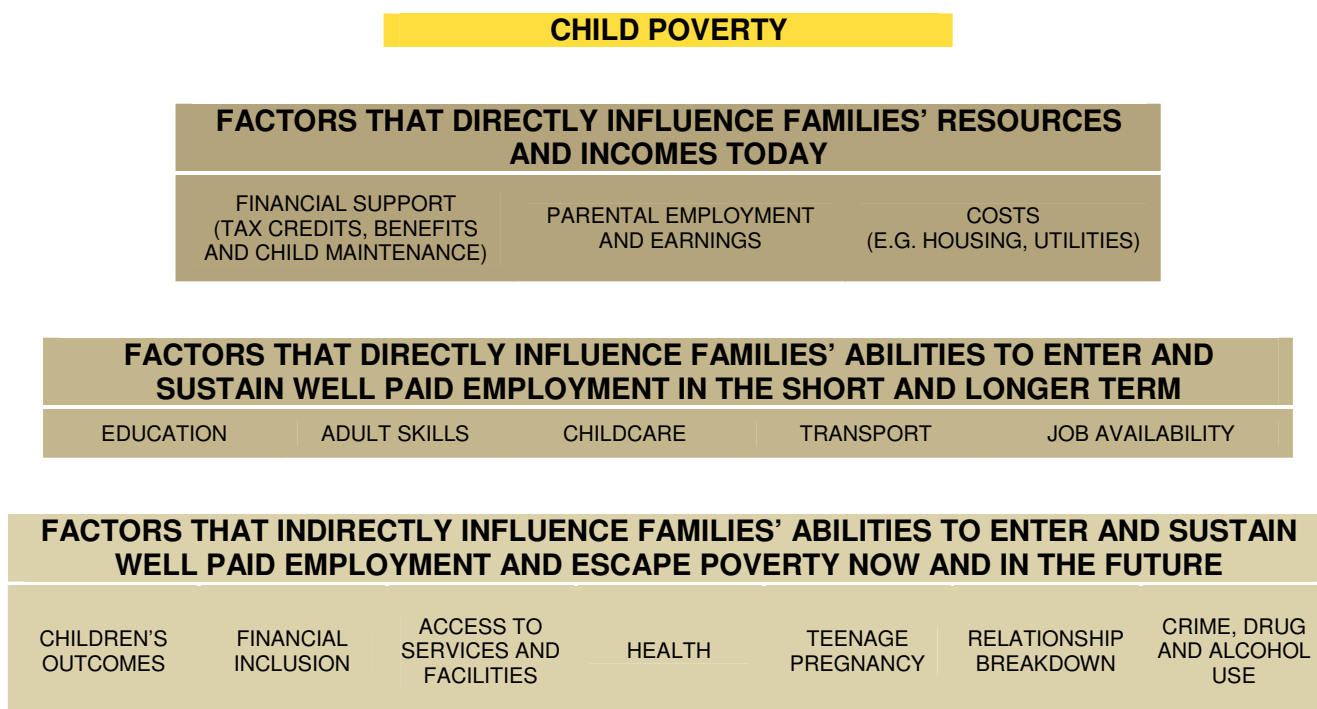 CHILD POVERTY
FACTORS THAT DIRECTLY INFLUENCE FAMILIES’ RESOURCES
AND INCOMES TODAY
FINANCIAL SUPPORT
(TAX CREDITS, BENEFITS
AND CHILD MAINTENANCE)
PARENTAL EMPLOYMENT
AND EARNINGS
COSTS
(E.G. HOUSING, UTILITIES)
FACTORS THAT DIRECTLY INFLUENCE FAMILIES’ ABILITIES TO ENTER AND
SUSTAIN WELL PAID EMPLOYMENT IN THE SHORT AND LONGER TERM
EDUCATION
ADULT SKILLS
CHILDCARE
TRANSPORT
JOB AVAILABILITY
FACTORS THAT INDIRECTLY INFLUENCE FAMILIES’ ABILITIES TO ENTER AND SUSTAIN
WELL PAID EMPLOYMENT AND ESCAPE POVERTY NOW AND IN THE FUTURE
CHILDREN’S
OUTCOMES
FINANCIAL
INCLUSION
ACCESS TO
SERVICES AND
FACILITIES
HEALTH
TEENAGE
PREGNANCY
RELATIONSHIP
BREAKDOWN
CRIME, DRUG
AND ALCOHOL
USE